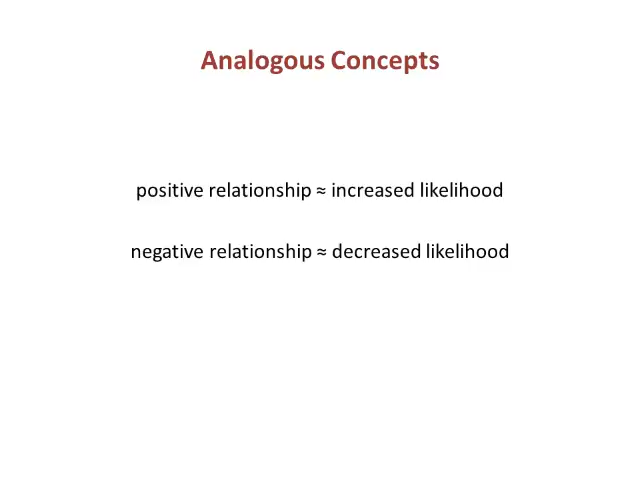 Analogous Concepts
positive relationship ≈ increased likelihood
negative relationship ≈ decreased likelihood